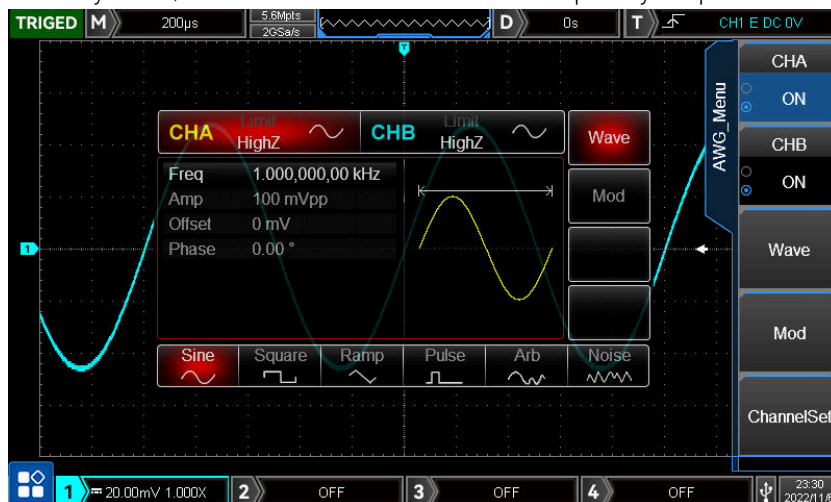 TRIGED M 200μs 5.6Mpts 2GSa/s D 0s T CH1 E DC 0V
T
CHA
ON
CHB
ON
AWG_Menu
Wave
Mod
ChannelSet
CHA Limit HighZ CHB Limit HighZ Wave
Freq 1.000,000,00 kHz
Amp 100 mVpp Mod
Offset 0 mV
Phase 0.00 °
1
Sine Square Ramp Pulse Arb Noise
1 20.00mV 1.000X 2 OFF 3 OFF 4 OFF 23:30
2022/11/